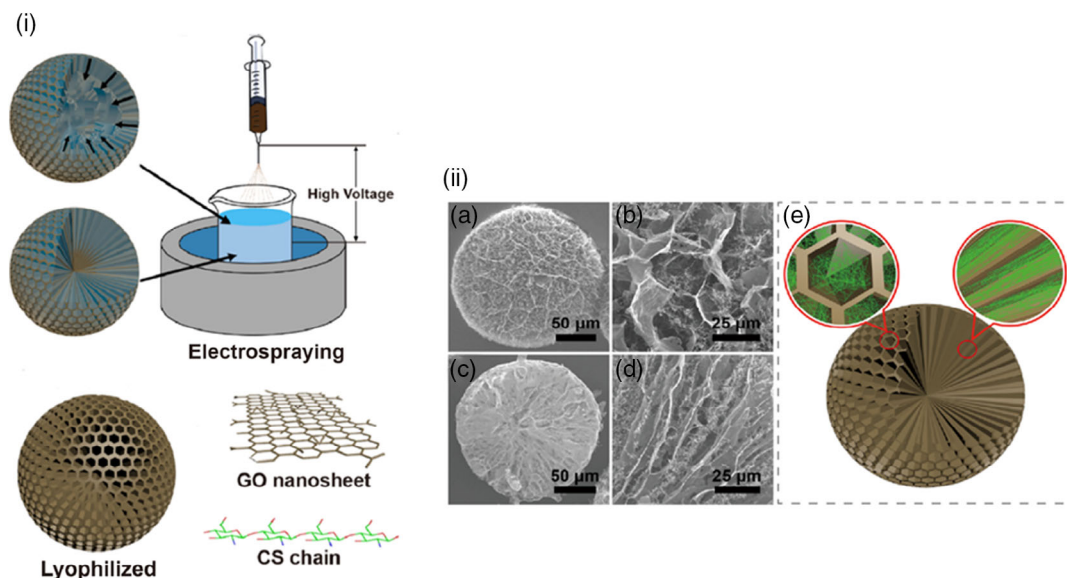 (i)
High Voltage
Electrospraying
Lyophilized
GO nanosheet
CS chain
(ii)
(a)
50 µm
(b)
25 µm
(c)
50 µm
(d)
25 µm
(e)